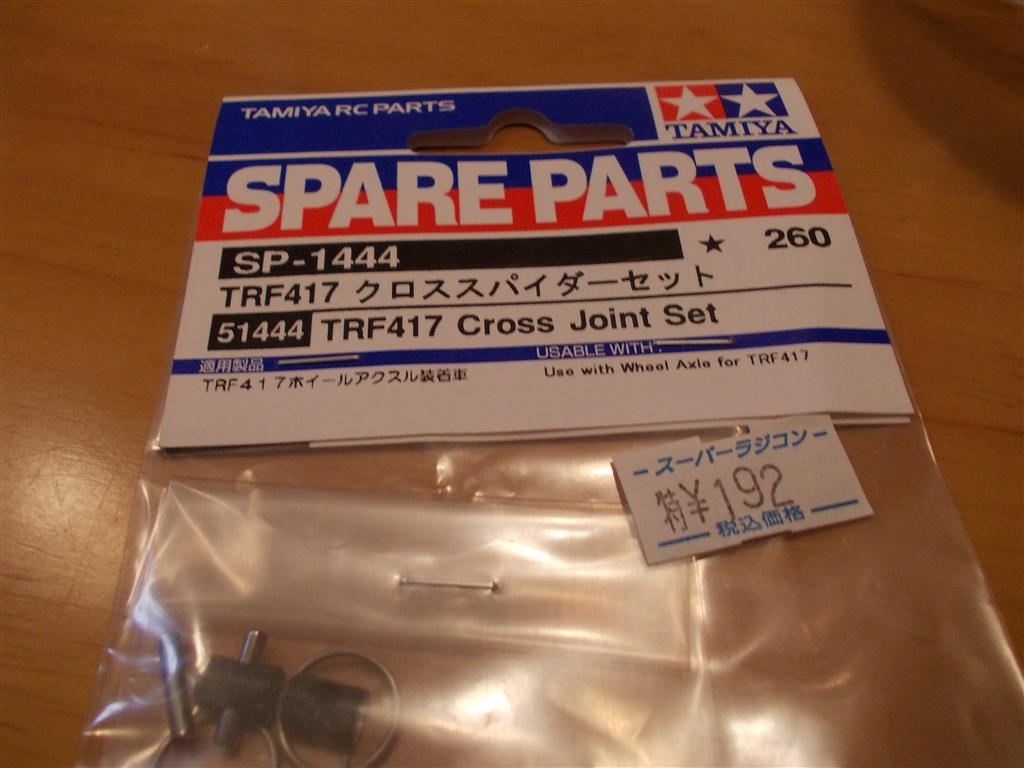 TAMIYA RC PARTS
TAMIYA
SPARE PARTS
SP-1444 ★ 260
TRF417 クロススパイダーセット
51444 TRF417 Cross Joint Set
適用製品 USABLE WITH:
TRF417ホイールアクスル装着車 Use with Wheel Axle for TRF417
- スーパーラジコン -
特¥192
税込価格